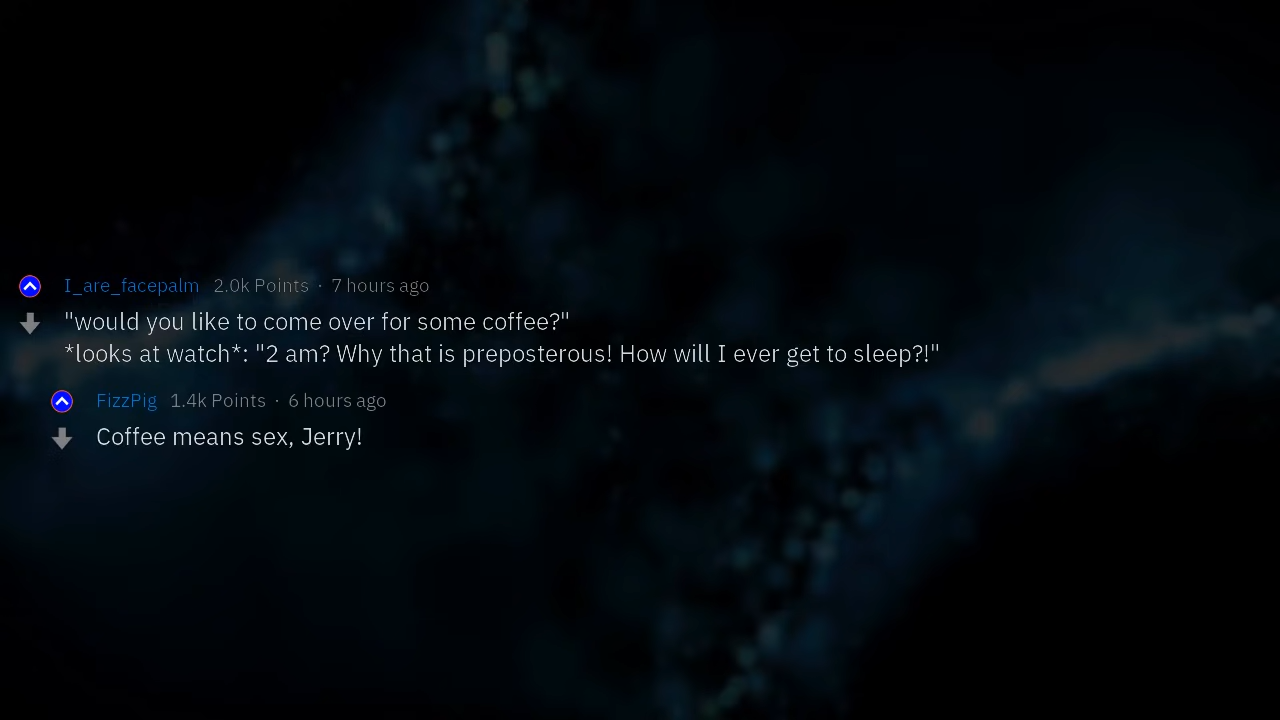 I_are_facepalm 2.0k Points · 7 hours ago
"would you like to come over for some coffee?"
*looks at watch*: "2 am? Why that is preposterous! How will I ever get to sleep?!"
FizzPig 1.4k Points · 6 hours ago
Coffee means sex, Jerry!